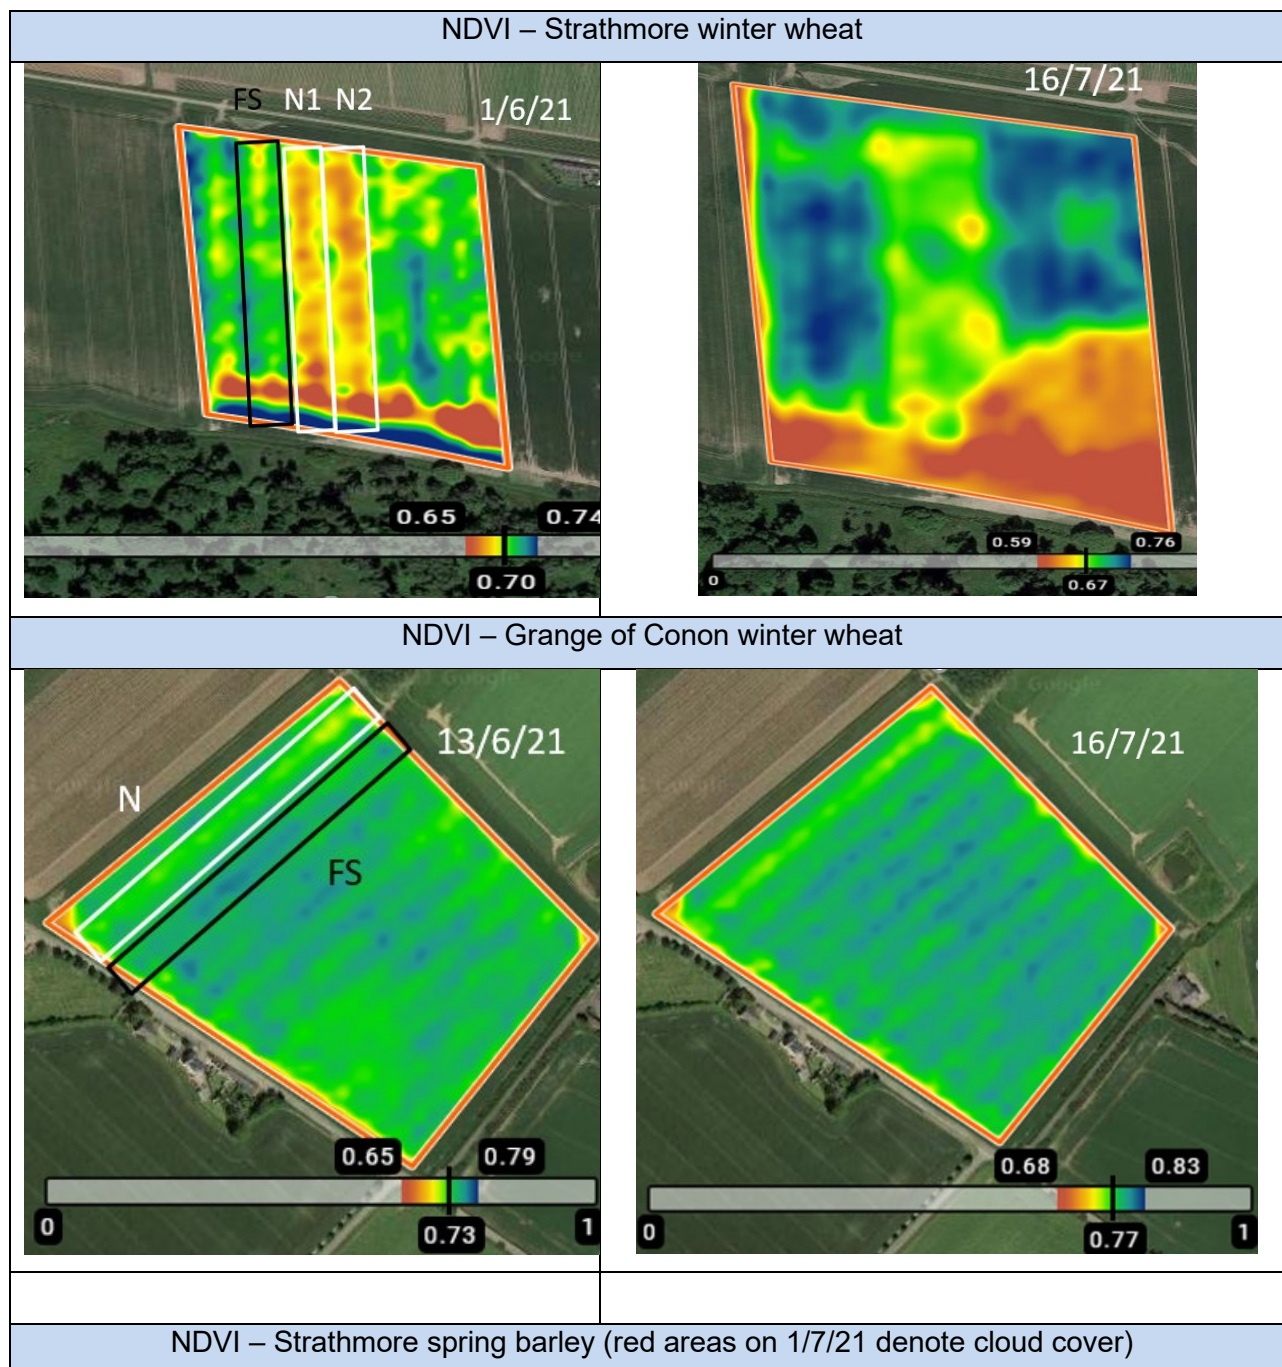 NDVI – Strathmore winter wheat
FS N1 N2
1/6/21
0.65 0.74
0.70
16/7/21
0.59 0.76
0
0.67
NDVI – Grange of Conon winter wheat
13/6/21
N
FS
0.65 0.79
0 1
0.73
16/7/21
0.68 0.83
0 1
0.77
NDVI – Strathmore spring barley (red areas on 1/7/21 denote cloud cover)